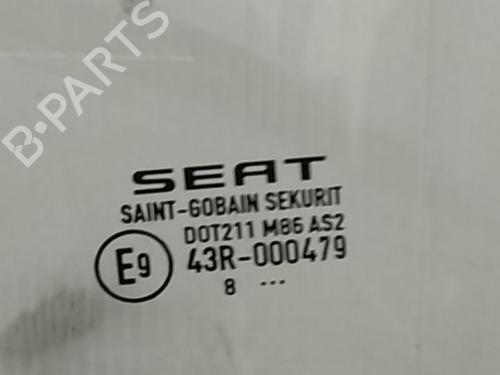 B-PARTS
SEAT
SAINT-GOBAIN SEKURIT
DOT211 M86 AS2
E9 43R-000479
8 ...